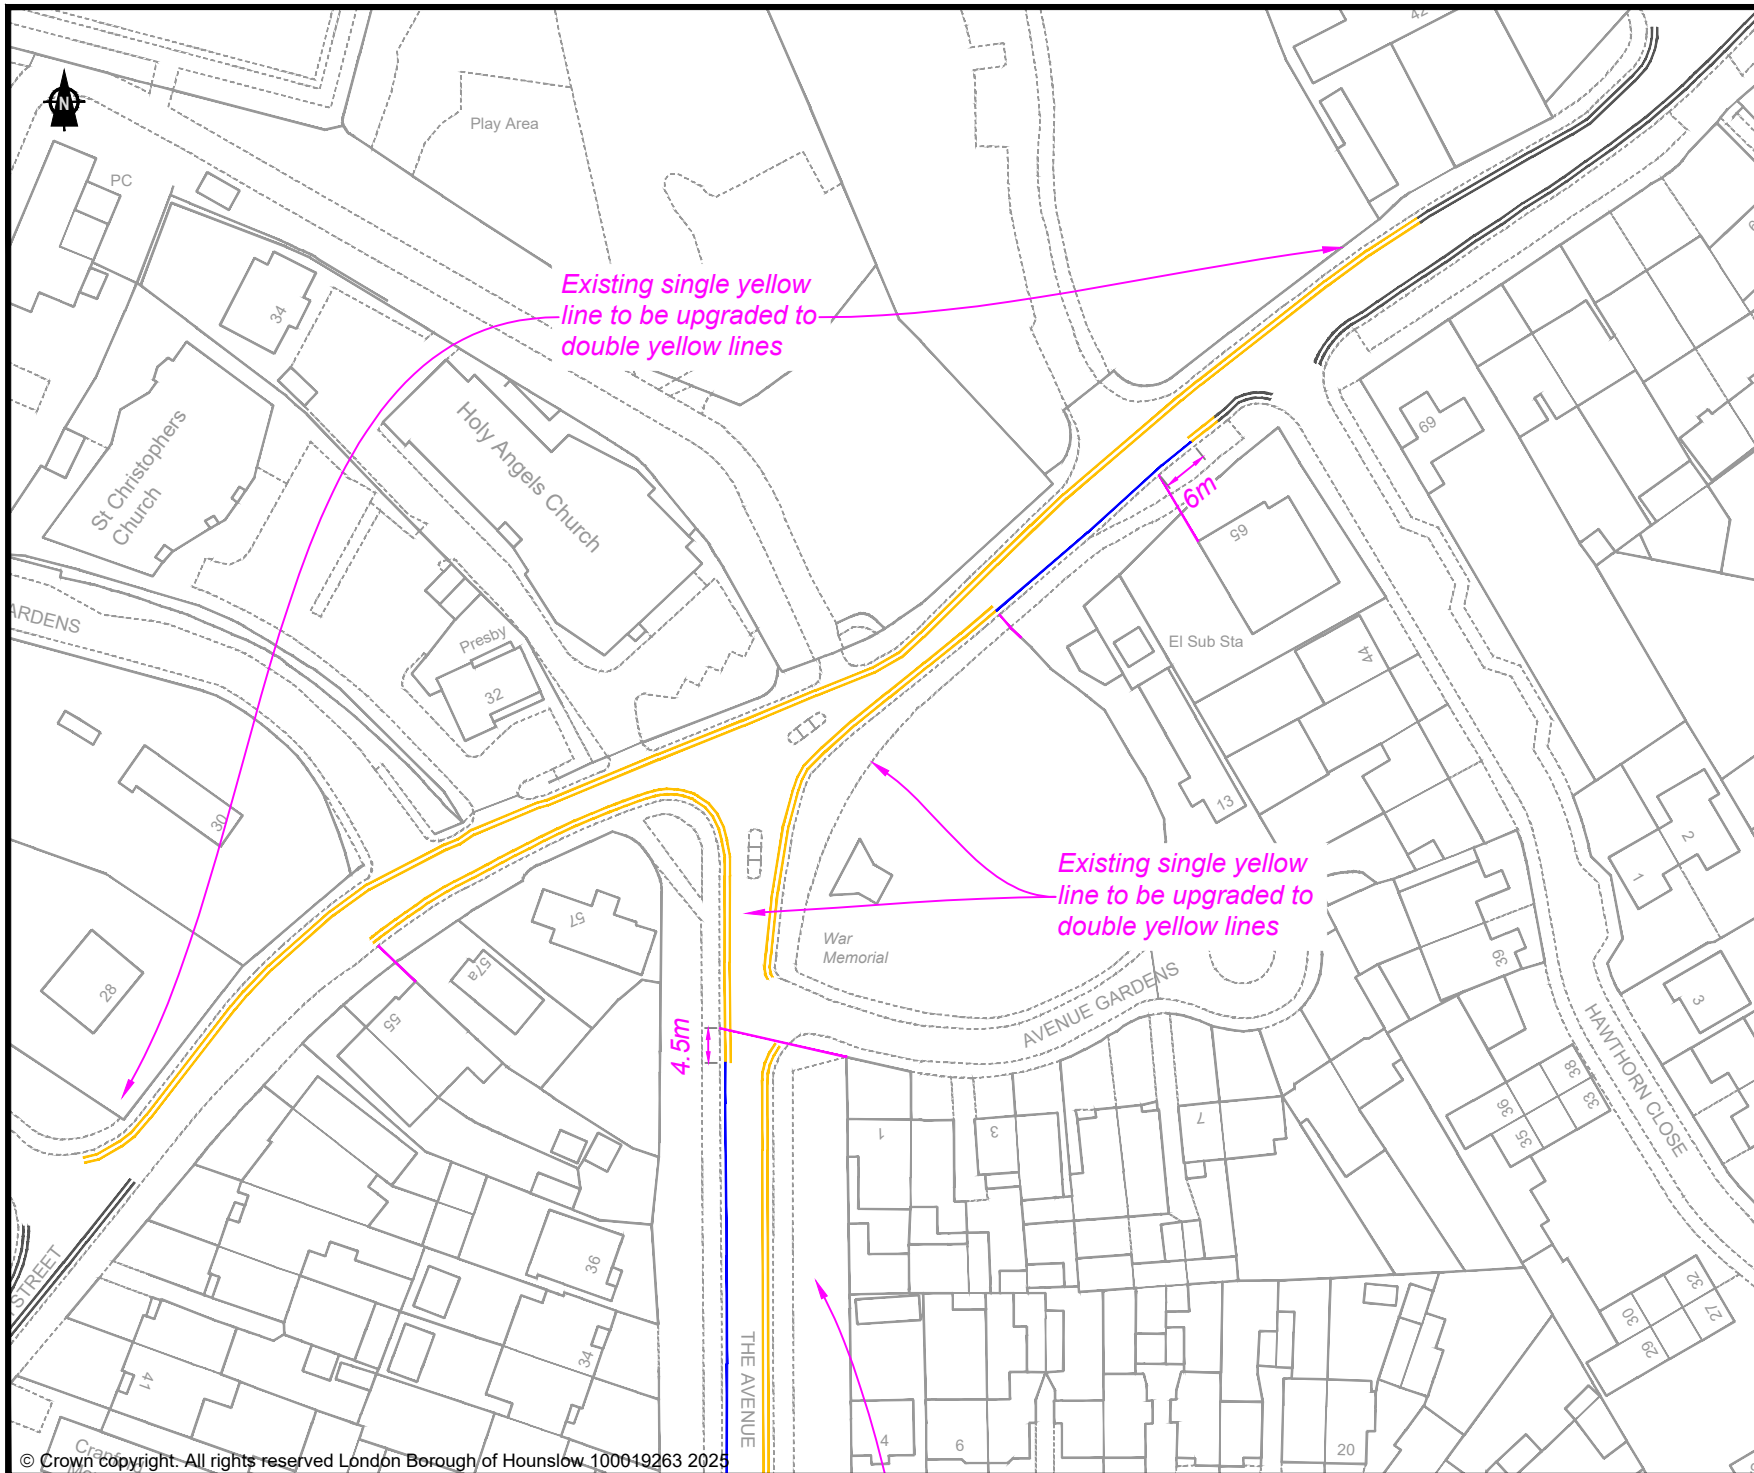 42
N
Play Area
PC
34
Existing single yellow
line to be upgraded to
double yellow lines
69
St Christophers
Church
Holy Angels Church
6m
65
ARDENS
Presby
32
El Sub Sta
44
30
13
2
1
57
57a
Existing single yellow
line to be upgraded to
double yellow lines
War
Memorial
39
28
55
AVENUE GARDENS
3
HAWTHORN CLOSE
4.5m
1
3
7
38
36
33
35
STREET
36
32
30
27
29
34
41
THE AVENUE
4
6
20
Cranford
© Crown copyright. All rights reserved London Borough of Hounslow 100019263 2025